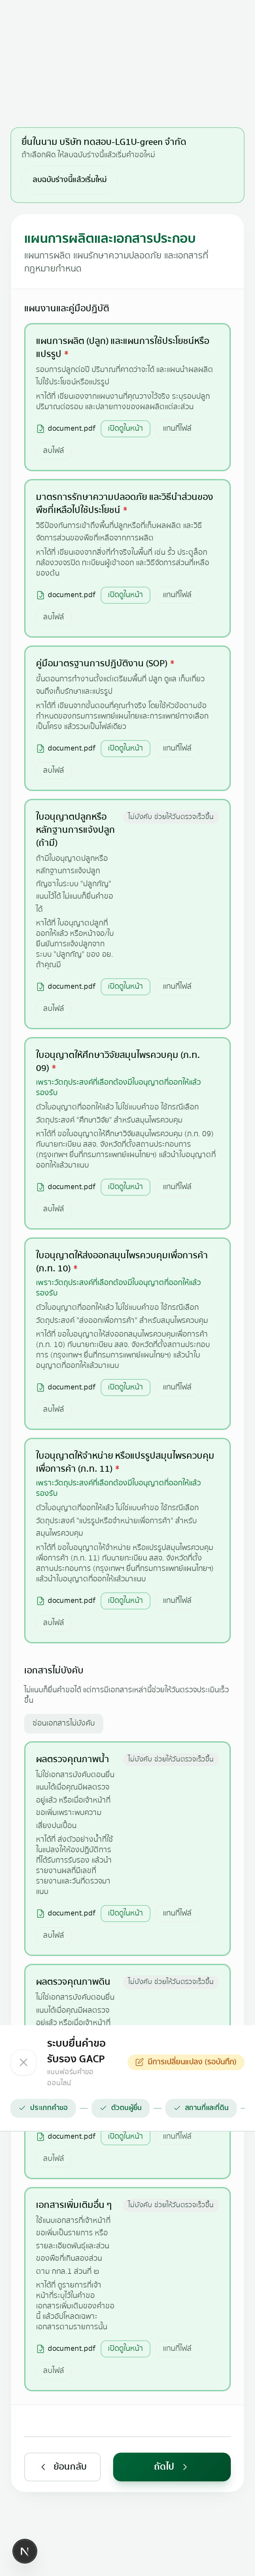 ยื่นในนาม บริษัท ทดสอบ-LG1U-green จำกัด
ถ้าเลือกผิด ให้ลบฉบับร่างนี้แล้วเริ่มคำขอใหม่
ลบฉบับร่างนี้แล้วเริ่มใหม่
แผนการผลิตและเอกสารประกอบ
แผนการผลิต แผนรักษาความปลอดภัย และเอกสารที่
กฎหมายกำหนด
แผนงานและคู่มือปฏิบัติ
แผนการผลิต (ปลูก) และแผนการใช้ประโยชน์หรือ
แปรรูป *
รอบการปลูกต่อปี ปริมาณที่คาดว่าจะได้ และแผนนำผลผลิต
ไปใช้ประโยชน์หรือแปรรูป
หาได้ที่ เขียนเองจากแผนงานที่คุณวางไว้จริง ระบุรอบปลูก
ปริมาณต่อรอบ และปลายทางของผลผลิตแต่ละส่วน
document.pdf เปิดดูในหน้า แทนที่ไฟล์
ลบไฟล์
มาตรการรักษาความปลอดภัย และวิธีนำส่วนของ
พืชที่เหลือไปใช้ประโยชน์ *
วิธีป้องกันการเข้าถึงพื้นที่ปลูกหรือที่เก็บผลผลิต และวิธี
จัดการส่วนของพืชที่เหลือจากการผลิต
หาได้ที่ เขียนเองจากสิ่งที่ทำจริงในพื้นที่ เช่น รั้ว ประตูล็อก
กล้องวงจรปิด ทะเบียนผู้เข้าออก และวิธีจัดการส่วนที่เหลือ
ของต้น
document.pdf เปิดดูในหน้า แทนที่ไฟล์
ลบไฟล์
คู่มือมาตรฐานการปฏิบัติงาน (SOP) *
ขั้นตอนการทำงานตั้งแต่เตรียมพื้นที่ ปลูก ดูแล เก็บเกี่ยว
จนถึงเก็บรักษาและแปรรูป
หาได้ที่ เขียนจากขั้นตอนที่คุณทำจริง โดยใช้หัวข้อตามข้อ
กำหนดของกรมการแพทย์แผนไทยและการแพทย์ทางเลือก
เป็นโครง แล้วรวมเป็นไฟล์เดียว
document.pdf เปิดดูในหน้า แทนที่ไฟล์
ลบไฟล์
ใบอนุญาตปลูกหรือ
หลักฐานการแจ้งปลูก
(ถ้ามี)
ไม่บังคับ ช่วยให้วันตรวจเร็วขึ้น
ถ้ามีใบอนุญาตปลูกหรือ
หลักฐานการแจ้งปลูก
กัญชาในระบบ "ปลูกกัญ"
แนบไว้ได้ ไม่แนบก็ยื่นคำขอ
ได้
หาได้ที่ ใบอนุญาตปลูกที่
ออกให้แล้ว หรือหน้าจอ/ใบ
ยืนยันการแจ้งปลูกจาก
ระบบ "ปลูกกัญ" ของ อย.
ถ้าคุณมี
document.pdf เปิดดูในหน้า แทนที่ไฟล์
ลบไฟล์
ใบอนุญาตให้ศึกษาวิจัยสมุนไพรควบคุม (ภ.ท.
09) *
เพราะวัตถุประสงค์ที่เลือกต้องมีใบอนุญาตที่ออกให้แล้ว
รองรับ
ตัวใบอนุญาตที่ออกให้แล้ว ไม่ใช่แบบคำขอ ใช้กรณีเลือก
วัตถุประสงค์ "ศึกษาวิจัย" สำหรับสมุนไพรควบคุม
หาได้ที่ ขอใบอนุญาตให้ศึกษาวิจัยสมุนไพรควบคุม (ภ.ท. 09)
กับนายทะเบียน สสจ. จังหวัดที่ตั้งสถานประกอบการ
(กรุงเทพฯ ยื่นที่กรมการแพทย์แผนไทยฯ) แล้วนำใบอนุญาตที่
ออกให้แล้วมาแนบ
document.pdf เปิดดูในหน้า แทนที่ไฟล์
ลบไฟล์
ใบอนุญาตให้ส่งออกสมุนไพรควบคุมเพื่อการค้า
(ภ.ท. 10) *
เพราะวัตถุประสงค์ที่เลือกต้องมีใบอนุญาตที่ออกให้แล้ว
รองรับ
ตัวใบอนุญาตที่ออกให้แล้ว ไม่ใช่แบบคำขอ ใช้กรณีเลือก
วัตถุประสงค์ "ส่งออกเพื่อการค้า" สำหรับสมุนไพรควบคุม
หาได้ที่ ขอใบอนุญาตให้ส่งออกสมุนไพรควบคุมเพื่อการค้า
(ภ.ท. 10) กับนายทะเบียน สสจ. จังหวัดที่ตั้งสถานประกอบ
การ (กรุงเทพฯ ยื่นที่กรมการแพทย์แผนไทยฯ) แล้วนำใบ
อนุญาตที่ออกให้แล้วมาแนบ
document.pdf เปิดดูในหน้า แทนที่ไฟล์
ลบไฟล์
ใบอนุญาตให้จำหน่าย หรือแปรรูปสมุนไพรควบคุม
เพื่อการค้า (ภ.ท. 11) *
เพราะวัตถุประสงค์ที่เลือกต้องมีใบอนุญาตที่ออกให้แล้ว
รองรับ
ตัวใบอนุญาตที่ออกให้แล้ว ไม่ใช่แบบคำขอ ใช้กรณีเลือก
วัตถุประสงค์ "แปรรูปหรือจำหน่ายเพื่อการค้า" สำหรับ
สมุนไพรควบคุม
หาได้ที่ ขอใบอนุญาตให้จำหน่าย หรือแปรรูปสมุนไพรควบคุม
เพื่อการค้า (ภ.ท. 11) กับนายทะเบียน สสจ. จังหวัดที่ตั้ง
สถานประกอบการ (กรุงเทพฯ ยื่นที่กรมการแพทย์แผนไทยฯ)
แล้วนำใบอนุญาตที่ออกให้แล้วมาแนบ
document.pdf เปิดดูในหน้า แทนที่ไฟล์
ลบไฟล์
เอกสารไม่บังคับ
ไม่แนบก็ยื่นคำขอได้ แต่การมีเอกสารเหล่านี้ช่วยให้วันตรวจประเมินเร็ว
ขึ้น
ซ่อนเอกสารไม่บังคับ
ผลตรวจคุณภาพน้ำ
ไม่บังคับ ช่วยให้วันตรวจเร็วขึ้น
ไม่ใช่เอกสารบังคับตอนยื่น
แนบได้เมื่อคุณมีผลตรวจ
อยู่แล้ว หรือเมื่อเจ้าหน้าที่
ขอเพิ่มเพราะพบความ
เสี่ยงปนเปื้อน
หาได้ที่ ส่งตัวอย่างน้ำที่ใช้
ในแปลงให้ห้องปฏิบัติการ
ที่ได้รับการรับรอง แล้วนำ
รายงานผลที่มีเลขที่
รายงานและวันที่ตรวจมา
แนบ
document.pdf เปิดดูในหน้า แทนที่ไฟล์
ลบไฟล์
ผลตรวจคุณภาพดิน
ไม่บังคับ ช่วยให้วันตรวจเร็วขึ้น
ไม่ใช่เอกสารบังคับตอนยื่น
แนบได้เมื่อคุณมีผลตรวจ
อยู่แล้ว หรือเมื่อเจ้าหน้าที่
ระบบยื่นคำขอ
รับรอง GACP
แบบฟอร์มคำขอ
ออนไลน์
มีการเปลี่ยนแปลง (รอบันทึก)
ประเภทคำขอ
ตัวตนผู้ยื่น
สถานที่และที่ดิน
document.pdf เปิดดูในหน้า แทนที่ไฟล์
ลบไฟล์
เอกสารเพิ่มเติมอื่น ๆ
ไม่บังคับ ช่วยให้วันตรวจเร็วขึ้น
ใช้แนบเอกสารที่เจ้าหน้าที่
ขอเพิ่มเป็นรายการ หรือ
รายละเอียดพันธุ์และส่วน
ของพืชที่เกินสองส่วน
ตาม กทล.1 ส่วนที่ ๒
หาได้ที่ ดูรายการที่เจ้า
หน้าที่ระบุไว้ในคำขอ
เอกสารเพิ่มเติมของคำขอ
นี้ แล้วอัปโหลดเฉพาะ
เอกสารตามรายการนั้น
document.pdf เปิดดูในหน้า แทนที่ไฟล์
ลบไฟล์
ย้อนกลับ
ถัดไป
N